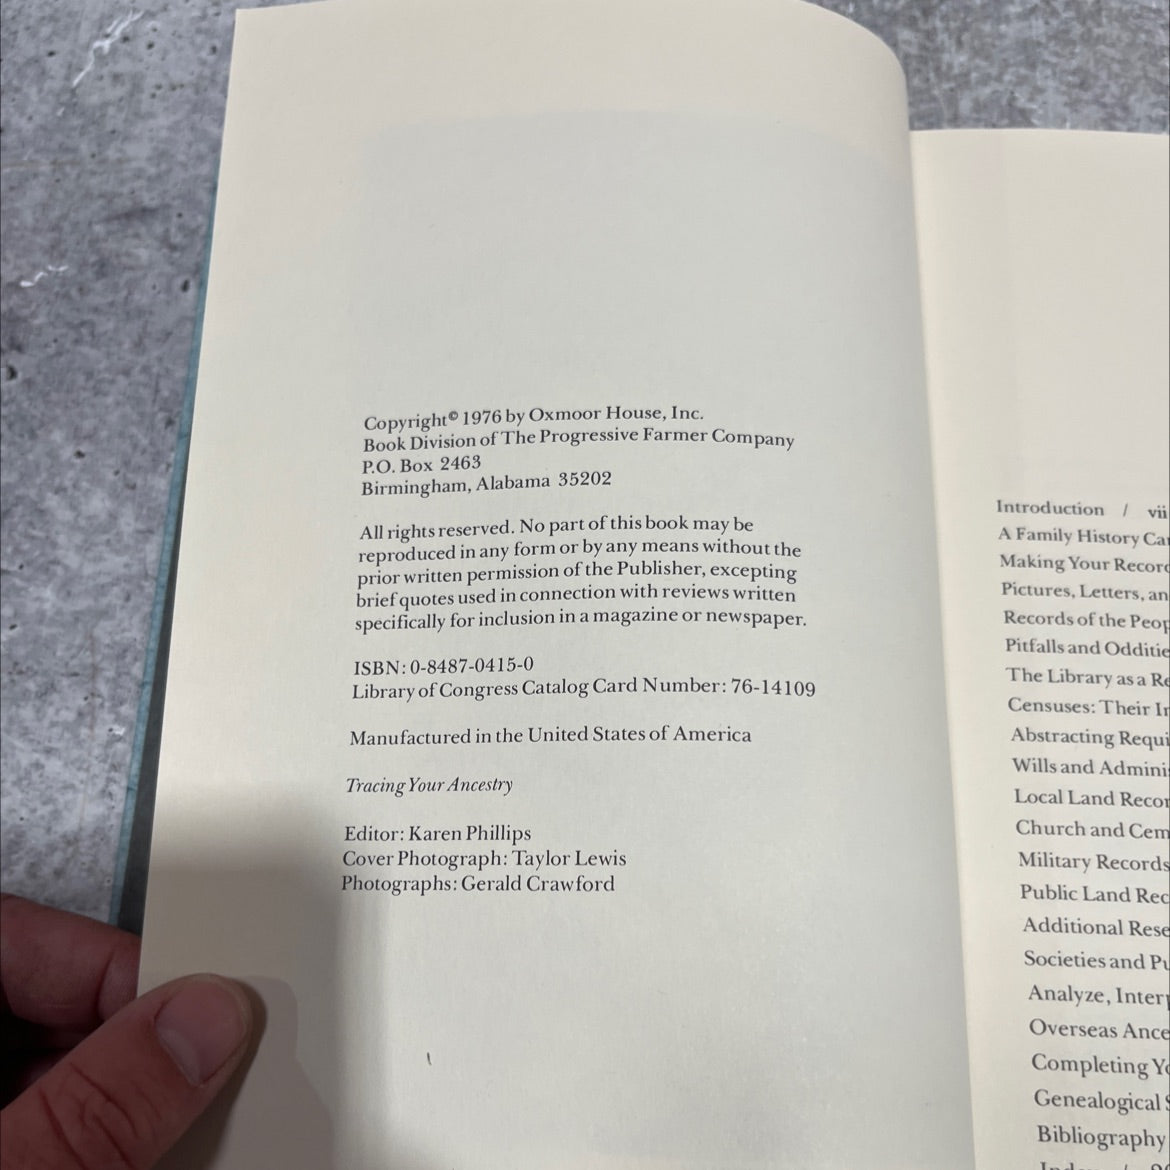 Copyright© 1976 by Oxmoor House, Inc.
Book Division of The Progressive Farmer Company
P.O. Box 2463
Birmingham, Alabama 35202
All rights reserved. No part of this book may be
reproduced in any form or by any means without the
prior written permission of the Publisher, excepting
brief quotes used in connection with reviews written
specifically for inclusion in a magazine or newspaper.
ISBN: 0-8487-0415-0
Library of Congress Catalog Card Number: 76-14109
Manufactured in the United States of America
Tracing Your Ancestry
Editor: Karen Phillips
Cover Photograph: Taylor Lewis
Photographs: Gerald Crawford
Introduction / vii
A Family History
Making Your
Pictures, Letters,
Records of the
Pitfalls and
The Library as a
Censuses: Their
Abstracting
Wills and
Local Land
Church and
Military Records
Public Land
Additional
Societies and
Analyze,
Overseas
Completing
Genealogical
Bibliography